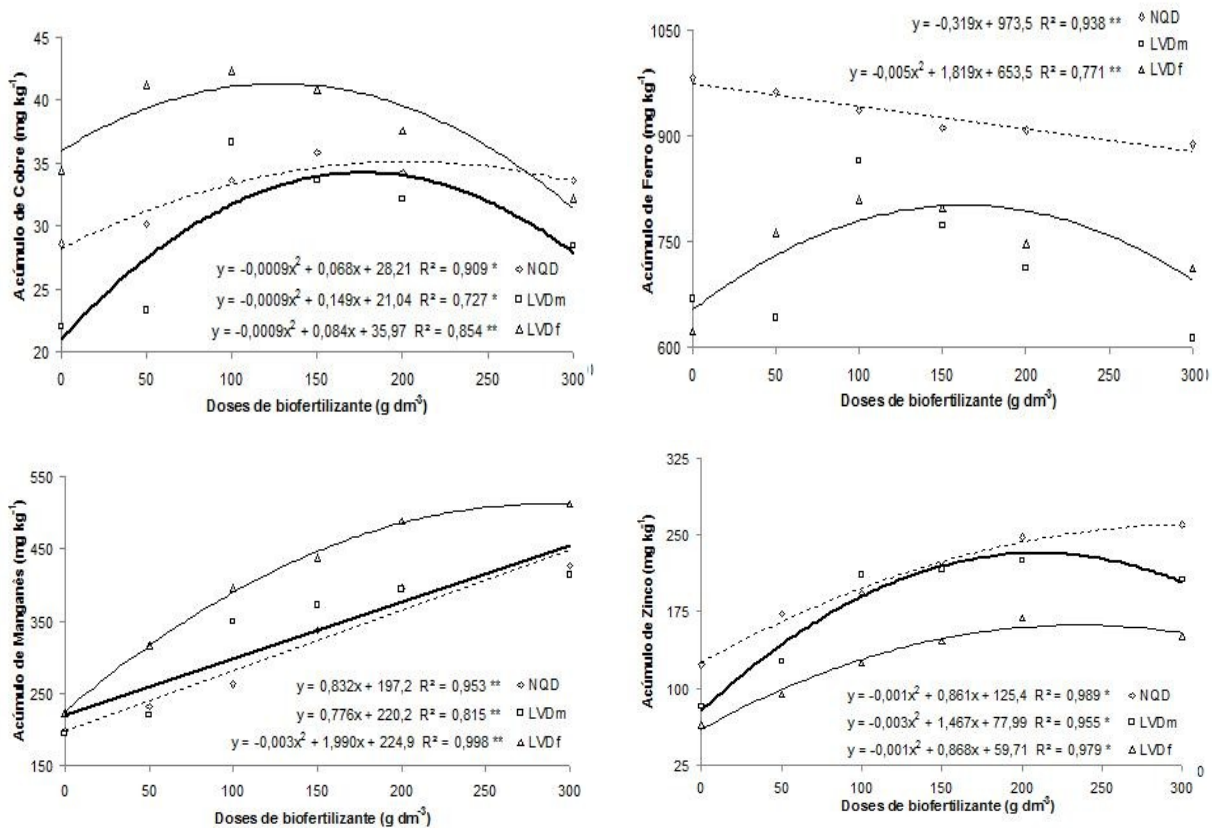 Acúmulo de Cobre (mg kg⁻¹)
45
40
35
30
25
20
y = -0,0009x² + 0,068x + 28,21 R² = 0,909 * NQD
y = -0,0009x² + 0,149x + 21,04 R² = 0,727 * LVDm
y = -0,0009x² + 0,084x + 35,97 R² = 0,854 ** LVDf
0 50 100 150 200 300
Doses de biofertilizante (g dm⁻³)
Acúmulo de Ferro (mg kg⁻¹)
y = -0,319x + 973,5 R² = 0,938 ** NQD
LVDm
y = -0,005x² + 1,819x + 653,5 R² = 0,771 ** LVDf
1050
900
750
600
0 50 100 150 200 300
Doses de biofertilizante (g dm⁻³)
Acúmulo de Manganês (mg kg⁻¹)
550
450
350
250
150
y = 0,832x + 197,2 R² = 0,953 ** NQD
y = 0,776x + 220,2 R² = 0,815 ** LVDm
y = -0,003x² + 1,990x + 224,9 R² = 0,998 ** LVDf
0 50 100 150 200 300
Doses de biofertilizante (g dm⁻³)
Acúmulo de Zinco (mg kg⁻¹)
325
250
175
100
25
y = -0,001x² + 0,861x + 125,4 R² = 0,989 * NQD
y = -0,003x² + 1,467x + 77,99 R² = 0,955 * LVDm
y = -0,001x² + 0,868x + 59,71 R² = 0,979 * LVDf
0
0 50 100 150 200 300
Doses de biofertilizante (g dm⁻³)